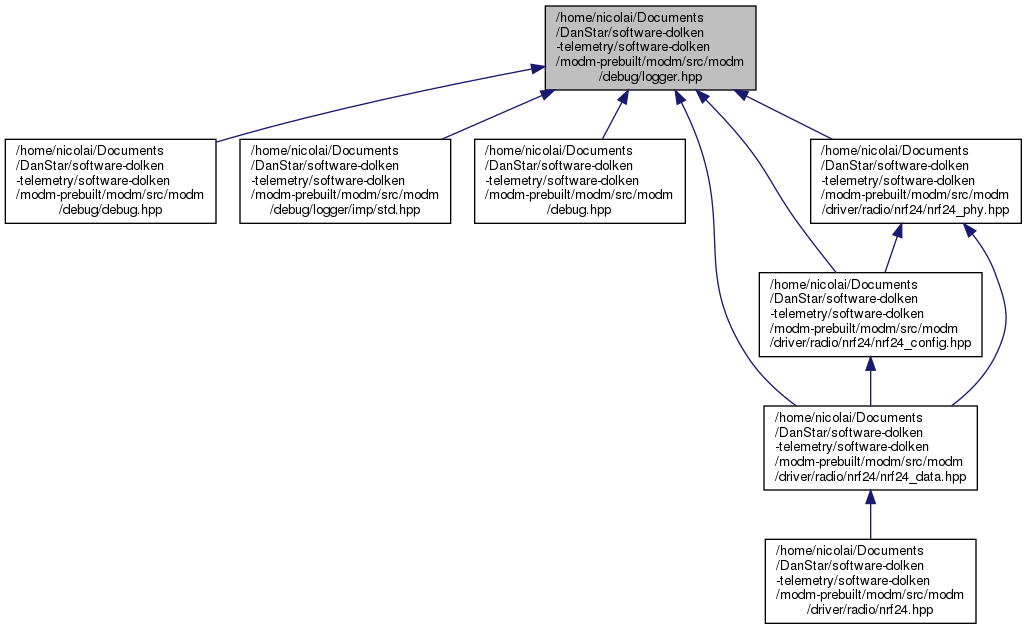 /home/nicolai/Documents
/DanStar/software-dolken
-telemetry/software-dolken
/modm-prebuilt/modm/src/modm
/debug/logger.hpp
/home/nicolai/Documents
/DanStar/software-dolken
-telemetry/software-dolken
/modm-prebuilt/modm/src/modm
/debug/debug.hpp
/home/nicolai/Documents
/DanStar/software-dolken
-telemetry/software-dolken
/modm-prebuilt/modm/src/modm
/debug/logger/imp/std.hpp
/home/nicolai/Documents
/DanStar/software-dolken
-telemetry/software-dolken
/modm-prebuilt/modm/src/modm
/debug.hpp
/home/nicolai/Documents
/DanStar/software-dolken
-telemetry/software-dolken
/modm-prebuilt/modm/src/modm
/driver/radio/nrf24/nrf24_phy.hpp
/home/nicolai/Documents
/DanStar/software-dolken
-telemetry/software-dolken
/modm-prebuilt/modm/src/modm
/driver/radio/nrf24/nrf24_config.hpp
/home/nicolai/Documents
/DanStar/software-dolken
-telemetry/software-dolken
/modm-prebuilt/modm/src/modm
/driver/radio/nrf24/nrf24_data.hpp
/home/nicolai/Documents
/DanStar/software-dolken
-telemetry/software-dolken
/modm-prebuilt/modm/src/modm
/driver/radio/nrf24.hpp